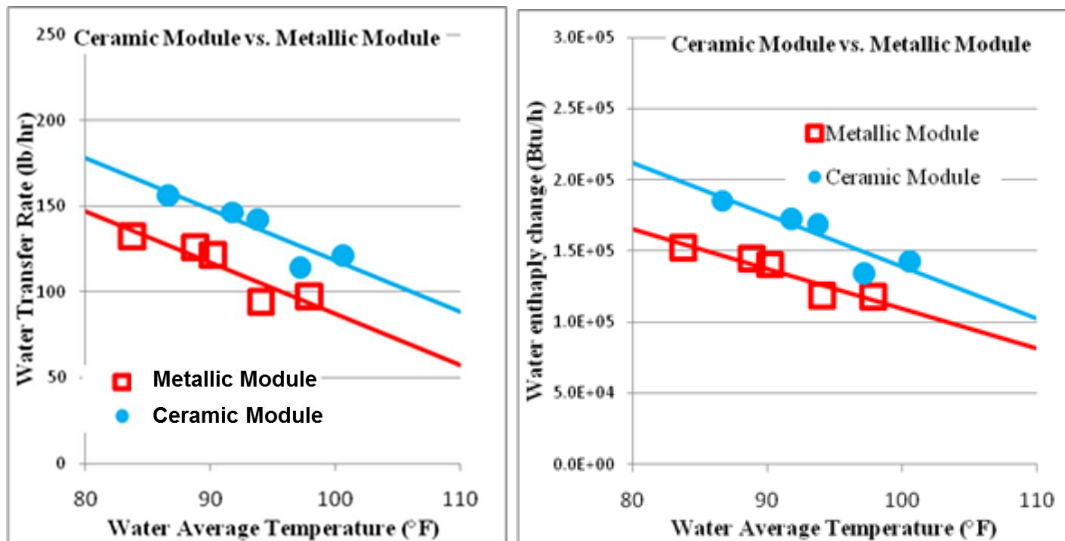 Ceramic Module vs. Metallic Module
Water Transfer Rate (lb/hr)
250
200
150
100
50
0
Metallic Module
Ceramic Module
80 90 100 110
Water Average Temperature (°F)
Ceramic Module vs. Metallic Module
Water enthaply change (Btu/h)
3.0E+05
2.5E+05
2.0E+05
1.5E+05
1.0E+05
5.0E+04
0.0E+00
Metallic Module
Ceramic Module
80 90 100 110
Water Average Temperature (°F)